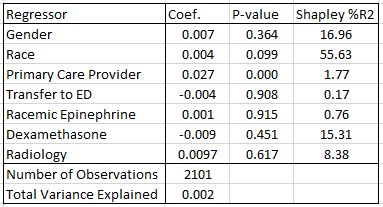 Regressor Coef. P-value Shapley %R2
Gender 0.007 0.364 16.96
Race 0.004 0.099 55.63
Primary Care Provider 0.027 0.000 1.77
Transfer to ED -0.004 0.908 0.17
Racemic Epinephrine 0.001 0.915 0.76
Dexamethasone -0.009 0.451 15.31
Radiology 0.0097 0.617 8.38
Number of Observations 2101
Total Variance Explained 0.002